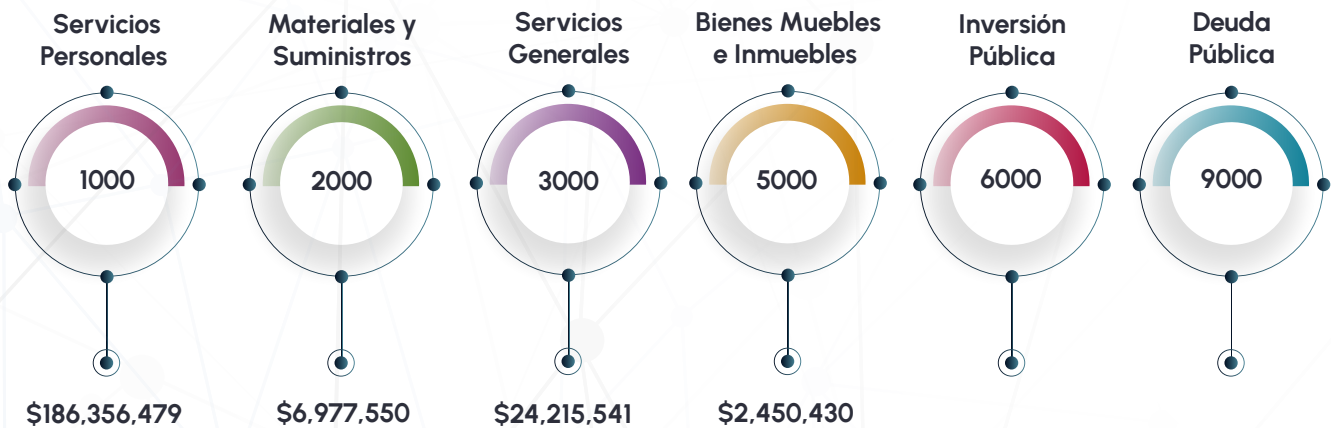 Servicios
Personales
1000
$186,356,479
Materiales y
Suministros
2000
$6,977,550
Servicios
Generales
3000
$24,215,541
Bienes Muebles
e Inmuebles
5000
$2,450,430
Inversión
Pública
6000
Deuda
Pública
9000